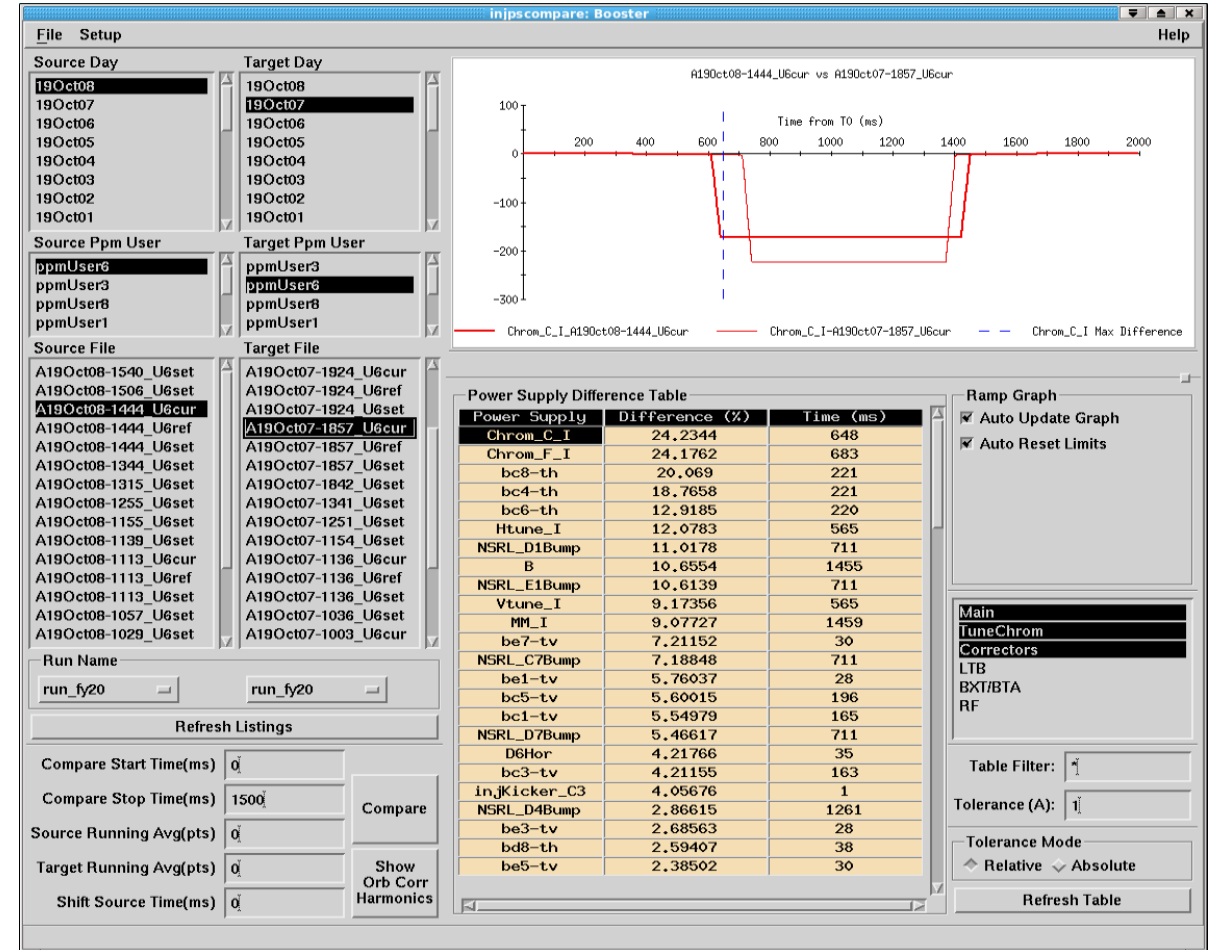 injpscompare: Booster
File Setup Help
Source Day
19Oct08
19Oct07
19Oct06
19Oct05
19Oct04
19Oct03
19Oct02
19Oct01
Target Day
19Oct08
19Oct07
19Oct06
19Oct05
19Oct04
19Oct03
19Oct02
19Oct01
Source Ppm User
ppmUser6
ppmUser3
ppmUser8
ppmUser1
Target Ppm User
ppmUser3
ppmUser6
ppmUser8
ppmUser1
Source File
A19Oct08-1540_U6set
A19Oct08-1506_U6set
A19Oct08-1444_U6cur
A19Oct08-1444_U6ref
A19Oct08-1444_U6set
A19Oct08-1344_U6set
A19Oct08-1315_U6set
A19Oct08-1255_U6set
A19Oct08-1155_U6set
A19Oct08-1139_U6set
A19Oct08-1113_U6cur
A19Oct08-1113_U6ref
A19Oct08-1113_U6set
A19Oct08-1057_U6set
A19Oct08-1029_U6set
Target File
A19Oct07-1924_U6cur
A19Oct07-1924_U6ref
A19Oct07-1924_U6set
A19Oct07-1857_U6cur
A19Oct07-1857_U6ref
A19Oct07-1857_U6set
A19Oct07-1842_U6set
A19Oct07-1341_U6set
A19Oct07-1251_U6set
A19Oct07-1154_U6set
A19Oct07-1136_U6cur
A19Oct07-1136_U6ref
A19Oct07-1136_U6set
A19Oct07-1036_U6set
A19Oct07-1003_U6cur
Run Name
run_fy20 run_fy20
Refresh Listings
Compare Start Time(ms) 0
Compare Stop Time(ms) 1500
Source Running Avg(pts) 0
Target Running Avg(pts) 0
Shift Source Time(ms) 0
Compare
Show
Orb Corr
Harmonics
A19Oct08-1444_U6cur vs A19Oct07-1857_U6cur
100
Time from T0 (ms)
200 400 600 800 1000 1200 1400 1600 1800 2000
0
-100
-200
-300
Chrom_C_I_A19Oct08-1444_U6cur Chrom_C_I-A19Oct07-1857_U6cur Chrom_C_I Max Difference
Power Supply Difference Table
Power Supply Difference (%) Time (ms)
Chrom_C_I 24.2344 648
Chrom_F_I 24.1762 683
bc8-th 20.069 221
bc4-th 18.7658 221
bc6-th 12.9185 220
Htune_I 12.0783 565
NSRL_D1Bump 11.0178 711
B 10.6554 1455
NSRL_E1Bump 10.6139 711
Vtune_I 9.17356 565
MM_I 9.07727 1459
be7-tv 7.21152 30
NSRL_C7Bump 7.18848 711
be1-tv 5.76037 28
bc5-tv 5.60015 196
bc1-tv 5.54979 165
NSRL_D7Bump 5.46617 711
D6Hor 4.21766 35
bc3-tv 4.21155 163
injKicker_C3 4.05676 1
NSRL_D4Bump 2.86615 1261
be3-tv 2.68563 28
bd8-th 2.59407 38
be5-tv 2.38502 30
Ramp Graph
Auto Update Graph
Auto Reset Limits
Main
TuneChrom
Correctors
LTB
BXT/BTA
RF
Table Filter: *
Tolerance (A): 1
Tolerance Mode
Relative Absolute
Refresh Table